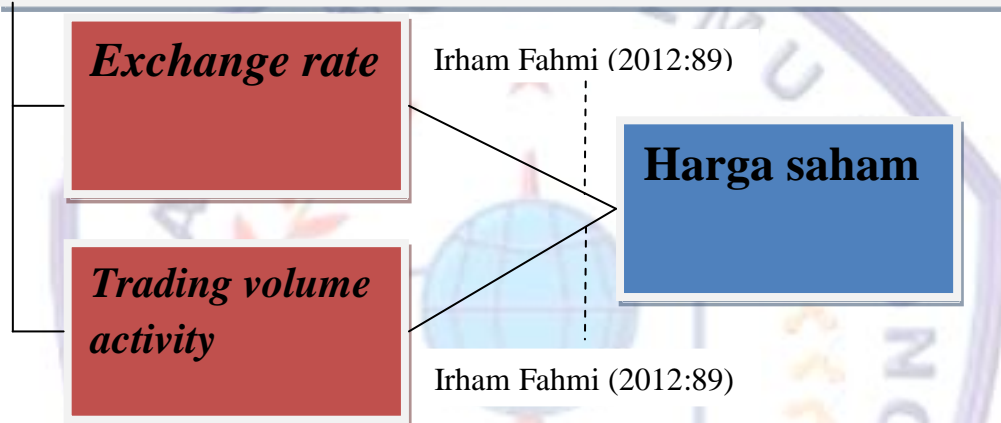 Exchange rate
Irham Fahmi (2012:89)
Harga saham
Trading volume
activity
Irham Fahmi (2012:89)